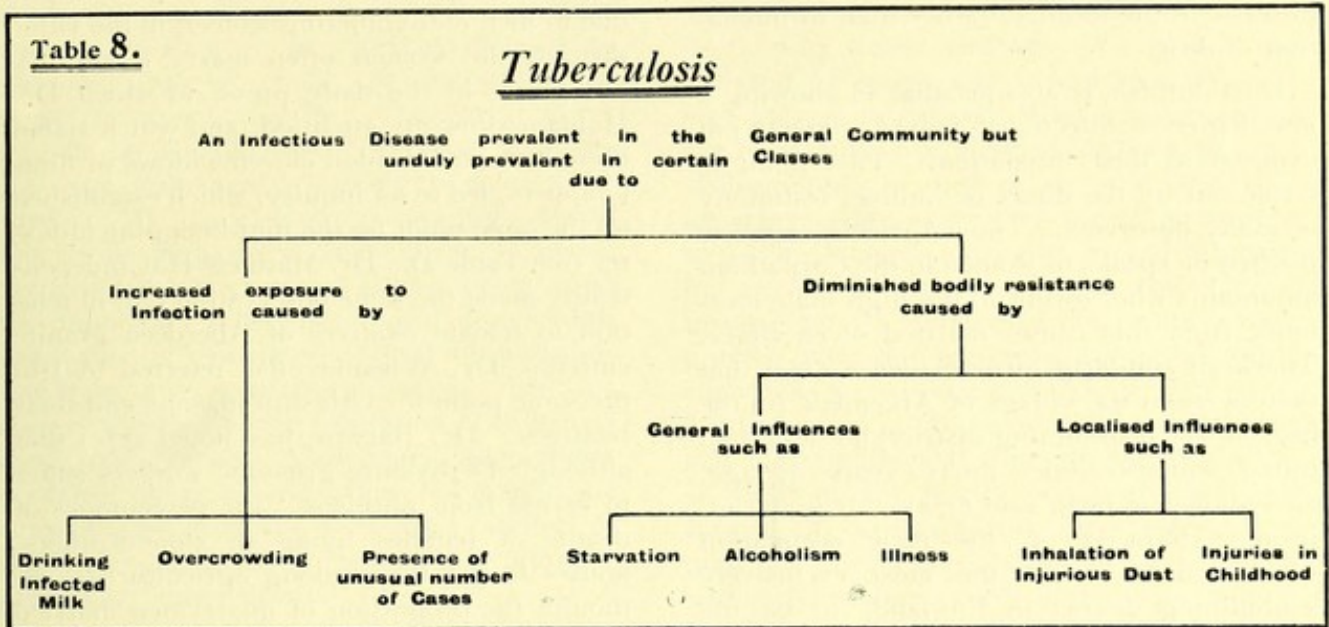 Table 8.
Tuberculosis
An Infectious Disease prevalent in the General Community but
unduly prevalent in certain Classes
due to
Increased exposure to
Infection caused by
Diminished bodily resistance
caused by
General Influences
such as
Localised Influences
such as
Drinking
Infected
Milk
Overcrowding
Presence of
unusual number
of Cases
Starvation
Alcoholism
Illness
Inhalation of
Injurious Dust
Injuries in
Childhood